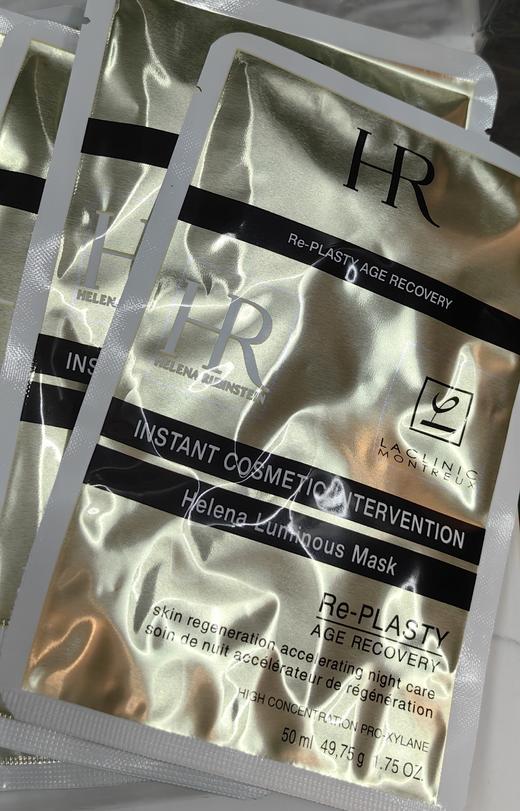 HR
Re-PLASTY AGE RECOVERY
HR
HELENA RUBINSTEIN
LACLINIC
MONTREUX
INSTANT COSMETIC INTERVENTION
Helena Luminous Mask
Re-PLASTY
AGE RECOVERY
skin regeneration accelerating night care
soin de nuit accélérateur de régénération
HIGH CONCENTRATION PRO-XYLANE
50 ml 49,75 g 1.75 OZ.
H
HELEN
INS